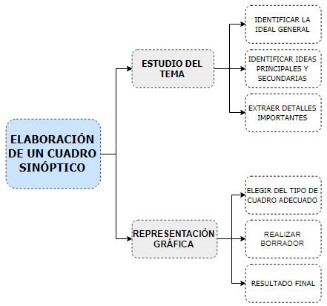 ELABORACIÓN
DE UN CUADRO
SINÓPTICO
ESTUDIO DEL
TEMA
IDENTIFICAR LA
IDEAL GENERAL
IDENTIFICAR IDEAS
PRINCIPALES Y
SECUNDARIAS
EXTRAER DETALLES
IMPORTANTES
REPRESENTACIÓN
GRÁFICA
ELEGIR DEL TIPO DE
CUADRO ADECUADO
REALIZAR
BORRADOR
RESULTADO FINAL